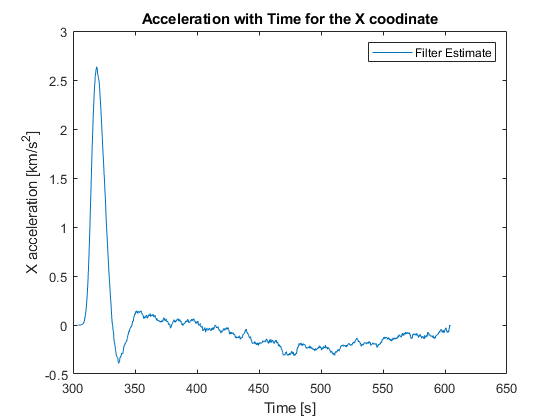 Acceleration with Time for the X coodinate
Filter Estimate
X acceleration [km/s²]
3
2.5
2
1.5
1
0.5
0
-0.5
300 350 400 450 500 550 600 650
Time [s]